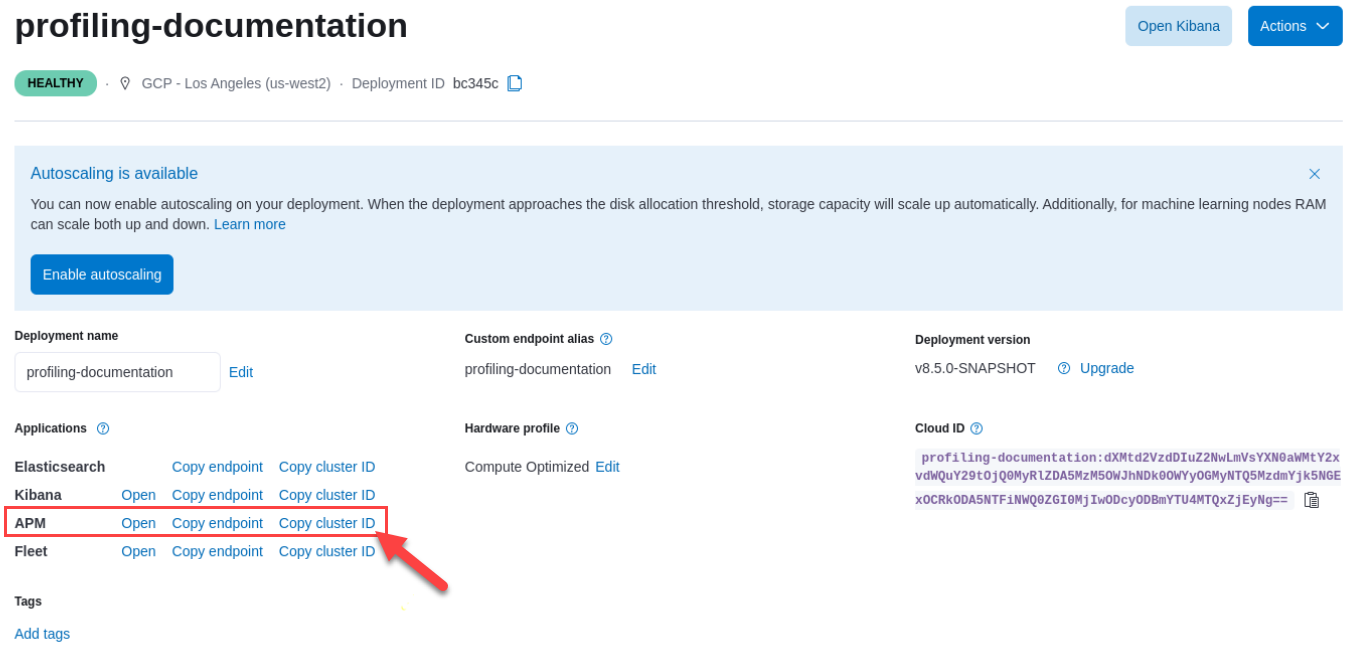 profiling-documentation
Open Kibana
Actions
HEALTHY · GCP - Los Angeles (us-west2) · Deployment ID bc345c
Autoscaling is available
You can now enable autoscaling on your deployment. When the deployment approaches the disk allocation threshold, storage capacity will scale up automatically. Additionally, for machine learning nodes RAM
can scale both up and down. Learn more
Enable autoscaling
Deployment name
profiling-documentation Edit
Custom endpoint alias
profiling-documentation Edit
Deployment version
v8.5.0-SNAPSHOT Upgrade
Applications
Elasticsearch Copy endpoint Copy cluster ID
Kibana Open Copy endpoint Copy cluster ID
APM Open Copy endpoint Copy cluster ID
Fleet Open Copy endpoint Copy cluster ID
Hardware profile
Compute Optimized Edit
Cloud ID
profiling-documentation:dXMtd2VzdDIuZ2NwLmVsYXN0aWMtY2x
vdWQuY29tOjQ0MyRlZDA5MzM5OWJhNDk0OWYyOGMyNTQ5MzdmYjk5NGE
xOCRkODA5NTFiNWQ0ZGI0MjIwODcyODBmYTU4MTQxZjEyNg==
Tags
Add tags